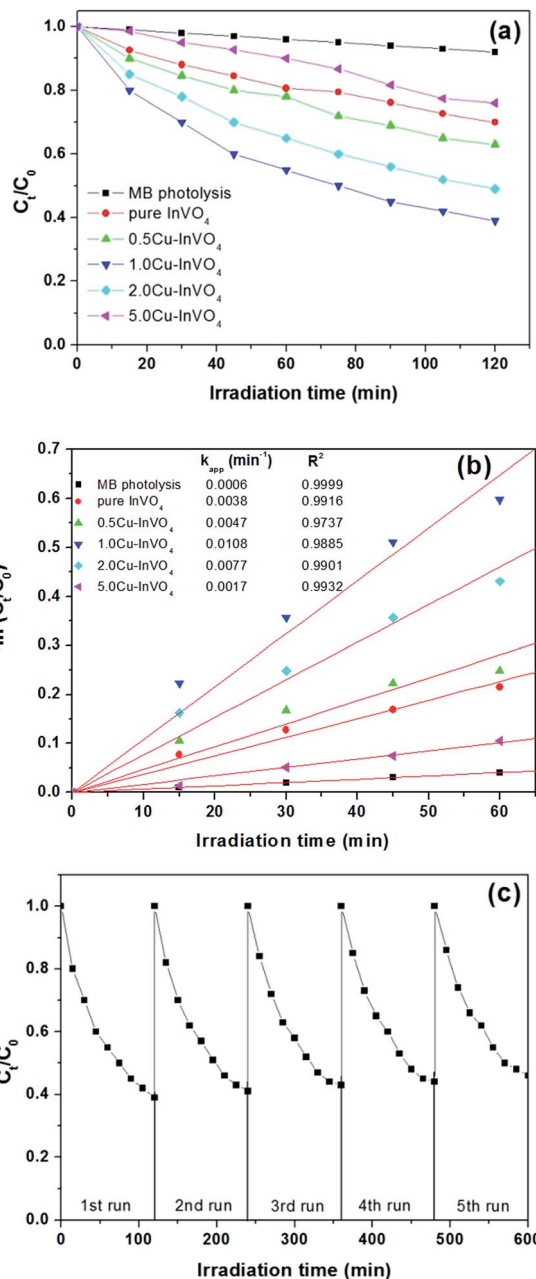 (a)
1.0
0.8
0.6
0.4
0.2
0.0
Cₜ/C₀
MB photolysis
pure InVO₄
0.5Cu-InVO₄
1.0Cu-InVO₄
2.0Cu-InVO₄
5.0Cu-InVO₄
0 20 40 60 80 100 120
Irradiation time (min)
(b)
0.7
0.6
0.5
0.4
0.3
0.2
0.1
0.0
(Cₜ/C₀)
kₐₚₚ (min⁻¹) R²
MB photolysis 0.0006 0.9999
pure InVO₄ 0.0038 0.9916
0.5Cu-InVO₄ 0.0047 0.9737
1.0Cu-InVO₄ 0.0108 0.9885
2.0Cu-InVO₄ 0.0077 0.9901
5.0Cu-InVO₄ 0.0017 0.9932
0 10 20 30 40 50 60
Irradiation time (min)
(c)
1.0
0.8
0.6
0.4
0.2
0.0
Cₜ/C₀
1st run 2nd run 3rd run 4th run 5th run
0 100 200 300 400 500 600
Irradiation time (min)